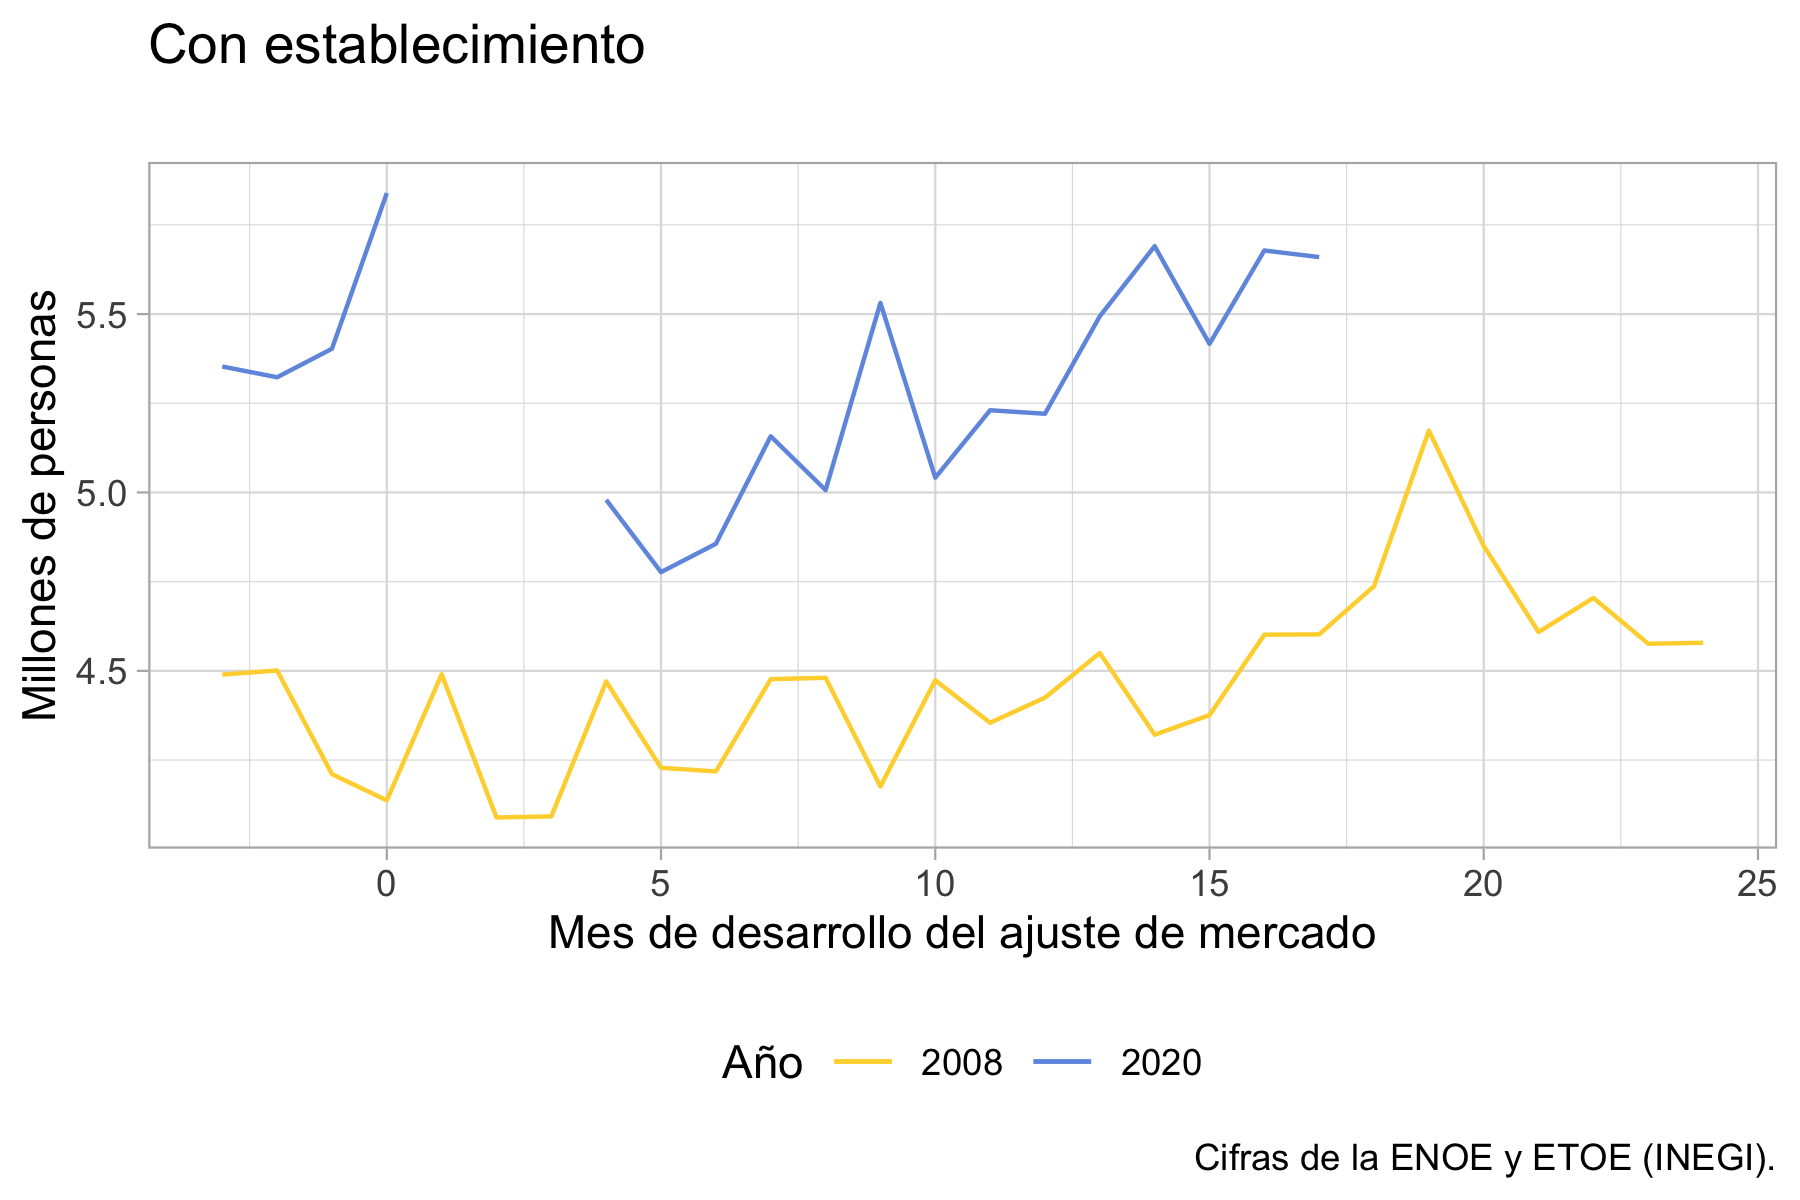 Con establecimiento
Millones de personas
5.5
5.0
4.5
0 5 10 15 20 25
Mes de desarrollo del ajuste de mercado
Año 2008 2020
Cifras de la ENOE y ETOE (INEGI).